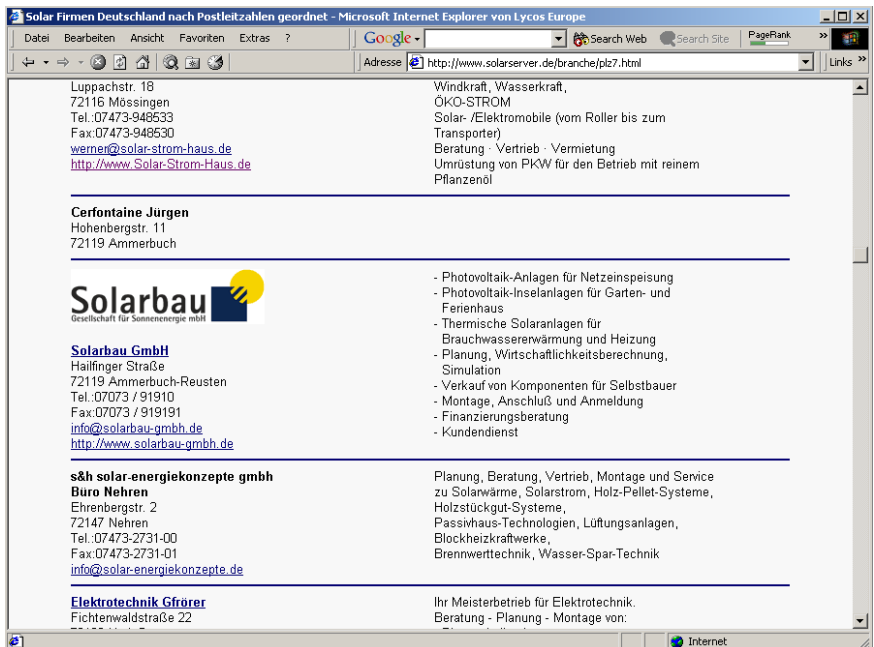 Solar Firmen Deutschland nach Postleitzahlen geordnet - Microsoft Internet Explorer von Lycos Europe
Datei Bearbeiten Ansicht Favoriten Extras ?
Google Search Web Search Site PageRank »
Adresse http://www.solarserver.de/branche/plz7.html Links »
Luppachstr. 18
72116 Mössingen
Tel.:07473-948533
Fax:07473-948530
werner@solar-strom-haus.de
http://www.Solar-Strom-Haus.de
Windkraft, Wasserkraft,
ÖKO-STROM
Solar- /Elektromobile (vom Roller bis zum
Transporter)
Beratung · Vertrieb · Vermietung
Umrüstung von PKW für den Betrieb mit reinem
Pflanzenöl
Cerfontaine Jürgen
Hohenbergstr. 11
72119 Ammerbuch
Solarbau
Gesellschaft für Sonnenenergie mbH
Solarbau GmbH
Hailfinger Straße
72119 Ammerbuch-Reusten
Tel.:07073 / 91910
Fax:07073 / 919191
info@solarbau-gmbh.de
http://www.solarbau-gmbh.de
- Photovoltaik-Anlagen für Netzeinspeisung
- Photovoltaik-Inselanlagen für Garten- und
Ferienhaus
- Thermische Solaranlagen für
Brauchwassererwärmung und Heizung
- Planung, Wirtschaftlichkeitsberechnung,
Simulation
- Verkauf von Komponenten für Selbstbauer
- Montage, Anschluß und Anmeldung
- Finanzierungsberatung
- Kundendienst
s&h solar-energiekonzepte gmbh
Büro Nehren
Ehrenbergstr. 2
72147 Nehren
Tel.:07473-2731-00
Fax:07473-2731-01
info@solar-energiekonzepte.de
Planung, Beratung, Vertrieb, Montage und Service
zu Solarwärme, Solarstrom, Holz-Pellet-Systeme,
Holzstückgut-Systeme,
Passivhaus-Technologien, Lüftungsanlagen,
Blockheizkraftwerke,
Brennwerttechnik, Wasser-Spar-Technik
Elektrotechnik Gfrörer
Fichtenwaldstraße 22
Ihr Meisterbetrieb für Elektrotechnik.
Beratung - Planung - Montage von:
Internet